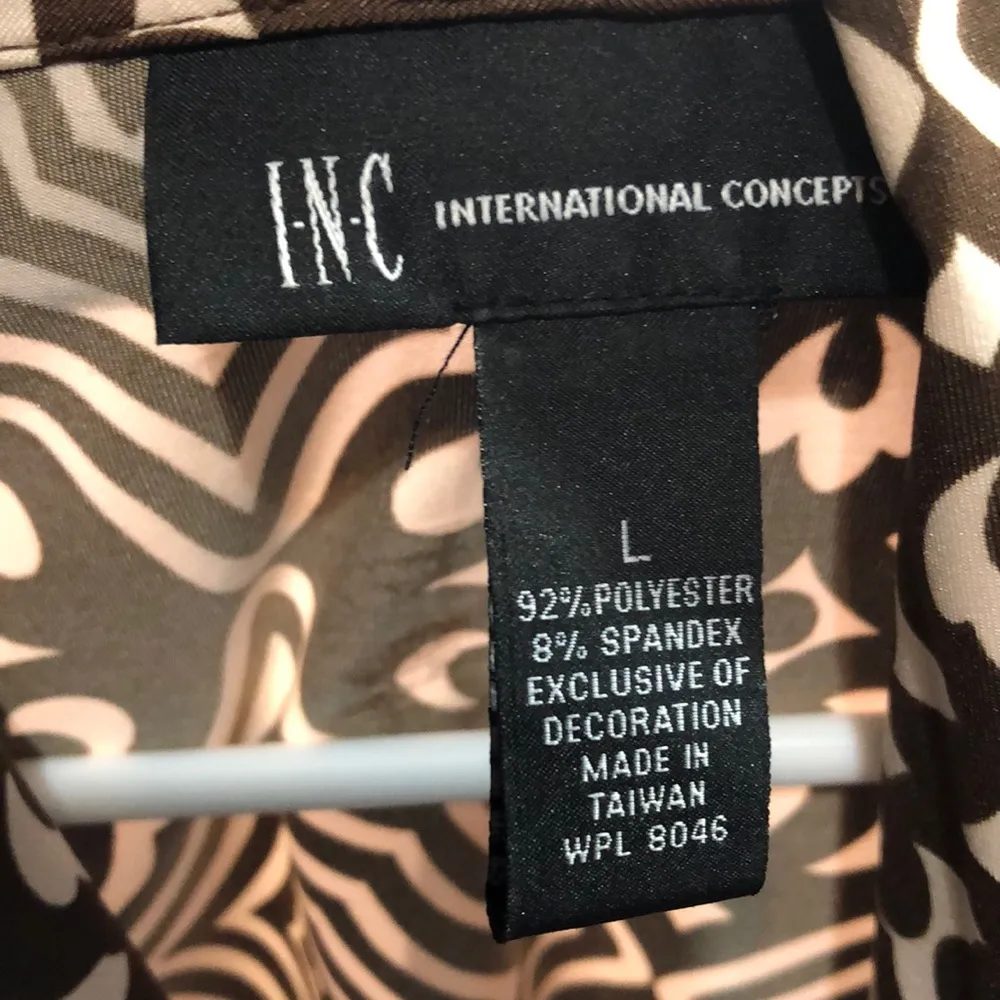 I·N·C INTERNATIONAL CONCEPTS
L
92% POLYESTER
8% SPANDEX
EXCLUSIVE OF
DECORATION
MADE IN
TAIWAN
WPL 8046